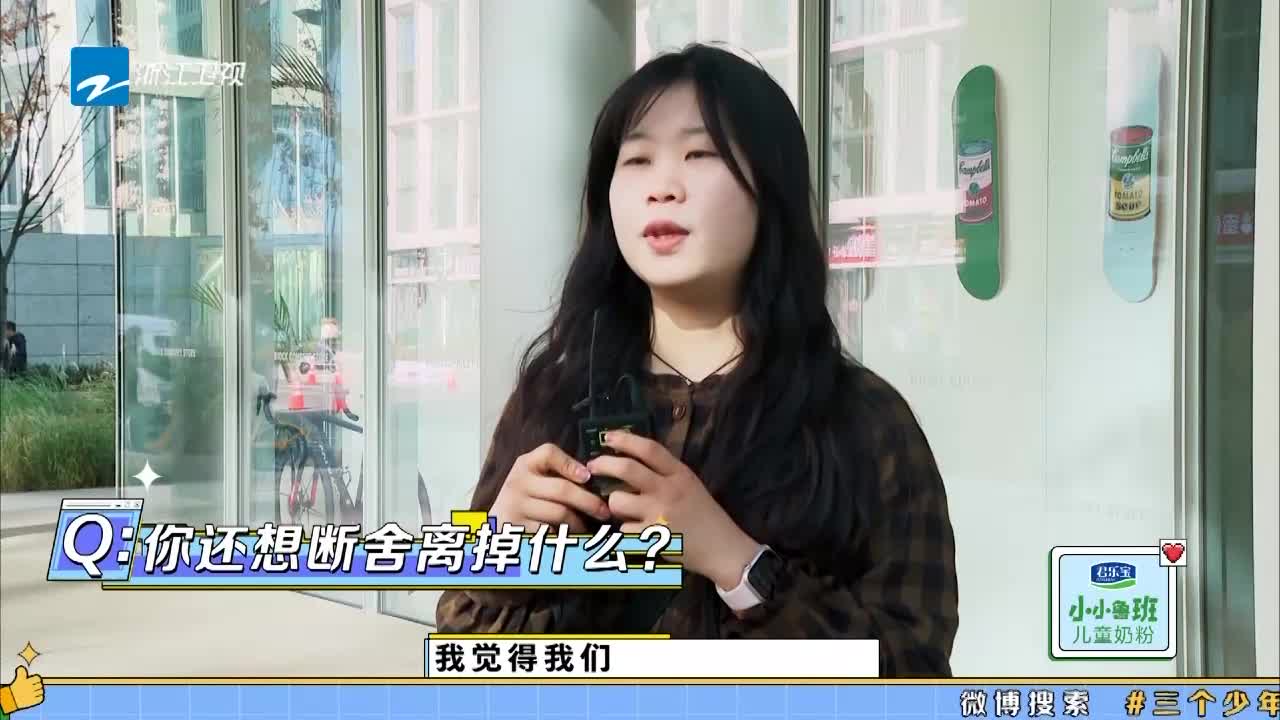 浙江卫视
Campbell's
TOMATO
Campbell's
TOMATO
SOUP
Q:你还想断舍离掉什么?
君乐宝
小小鲁班
儿童奶粉
我觉得我们
微博搜索 #三个少年